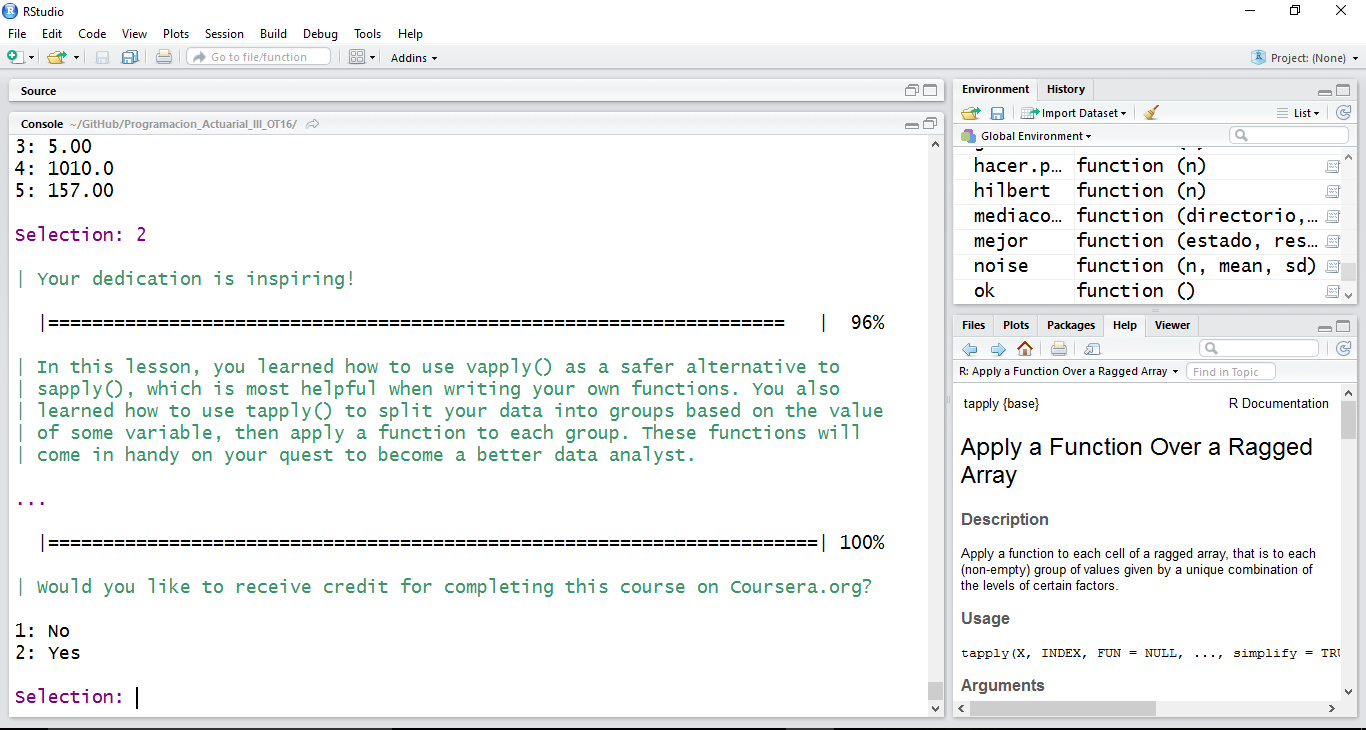 RStudio
File Edit Code View Plots Session Build Debug Tools Help
Go to file/function
Addins
Project: (None)
Source
Console ~/GitHub/Programacion_Actuarial_III_OT16/
3: 5.00
4: 1010.0
5: 157.00
Selection: 2
| Your dedication is inspiring!
|=================================================================== | 96%
| In this lesson, you learned how to use vapply() as a safer alternative to
| sapply(), which is most helpful when writing your own functions. You also
| learned how to use tapply() to split your data into groups based on the value
| of some variable, then apply a function to each group. These functions will
| come in handy on your quest to become a better data analyst.
...
|======================================================================| 100%
| Would you like to receive credit for completing this course on Coursera.org?
1: No
2: Yes
Selection:
Environment History
Import Dataset
List
Global Environment
hacer.p... function (n)
hilbert function (n)
mediaco... function (directorio,...
mejor function (estado, res...
noise function (n, mean, sd)
ok function ()
Files Plots Packages Help Viewer
R: Apply a Function Over a Ragged Array
Find in Topic
tapply {base}
R Documentation
Apply a Function Over a Ragged
Array
Description
Apply a function to each cell of a ragged array, that is to each
(non-empty) group of values given by a unique combination of
the levels of certain factors.
Usage
tapply(X, INDEX, FUN = NULL, ..., simplify = TRU
Arguments